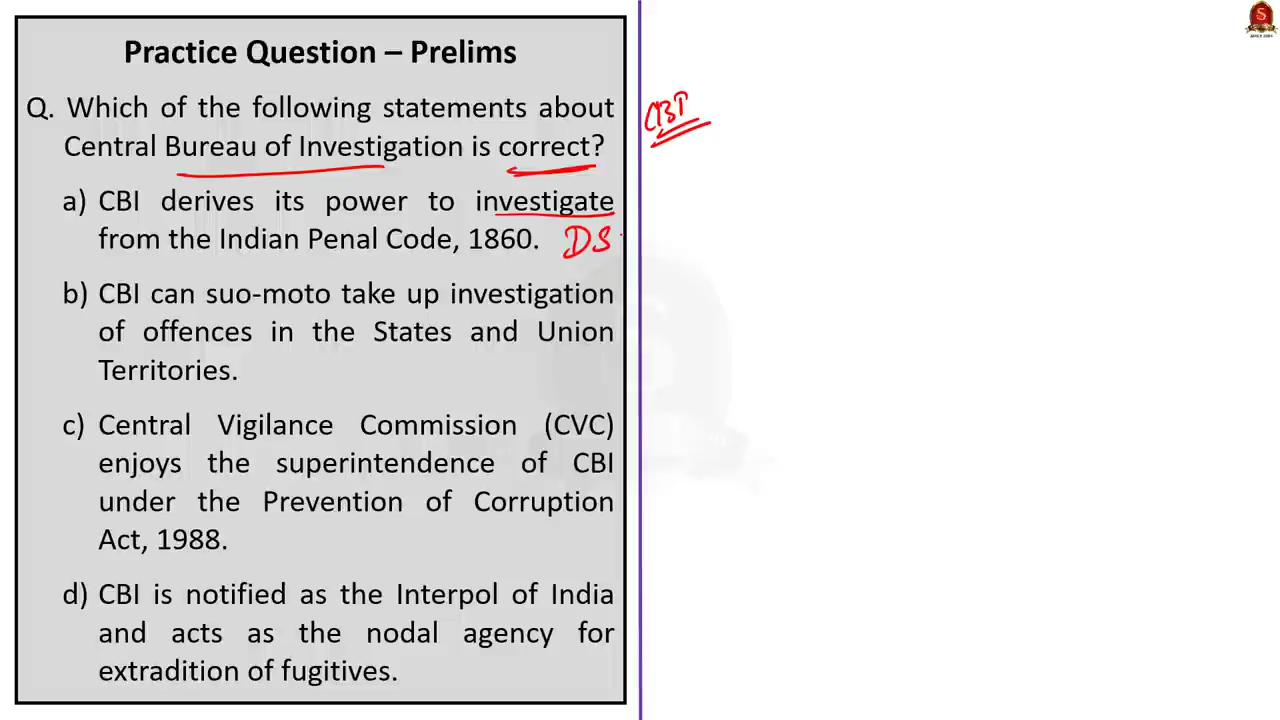 Practice Question – Prelims
Q. Which of the following statements about
Central Bureau of Investigation is correct?
CBI
a) CBI derives its power to investigate
from the Indian Penal Code, 1860. DS
b) CBI can suo-moto take up investigation
of offences in the States and Union
Territories.
c) Central Vigilance Commission (CVC)
enjoys the superintendence of CBI
under the Prevention of Corruption
Act, 1988.
d) CBI is notified as the Interpol of India
and acts as the nodal agency for
extradition of fugitives.